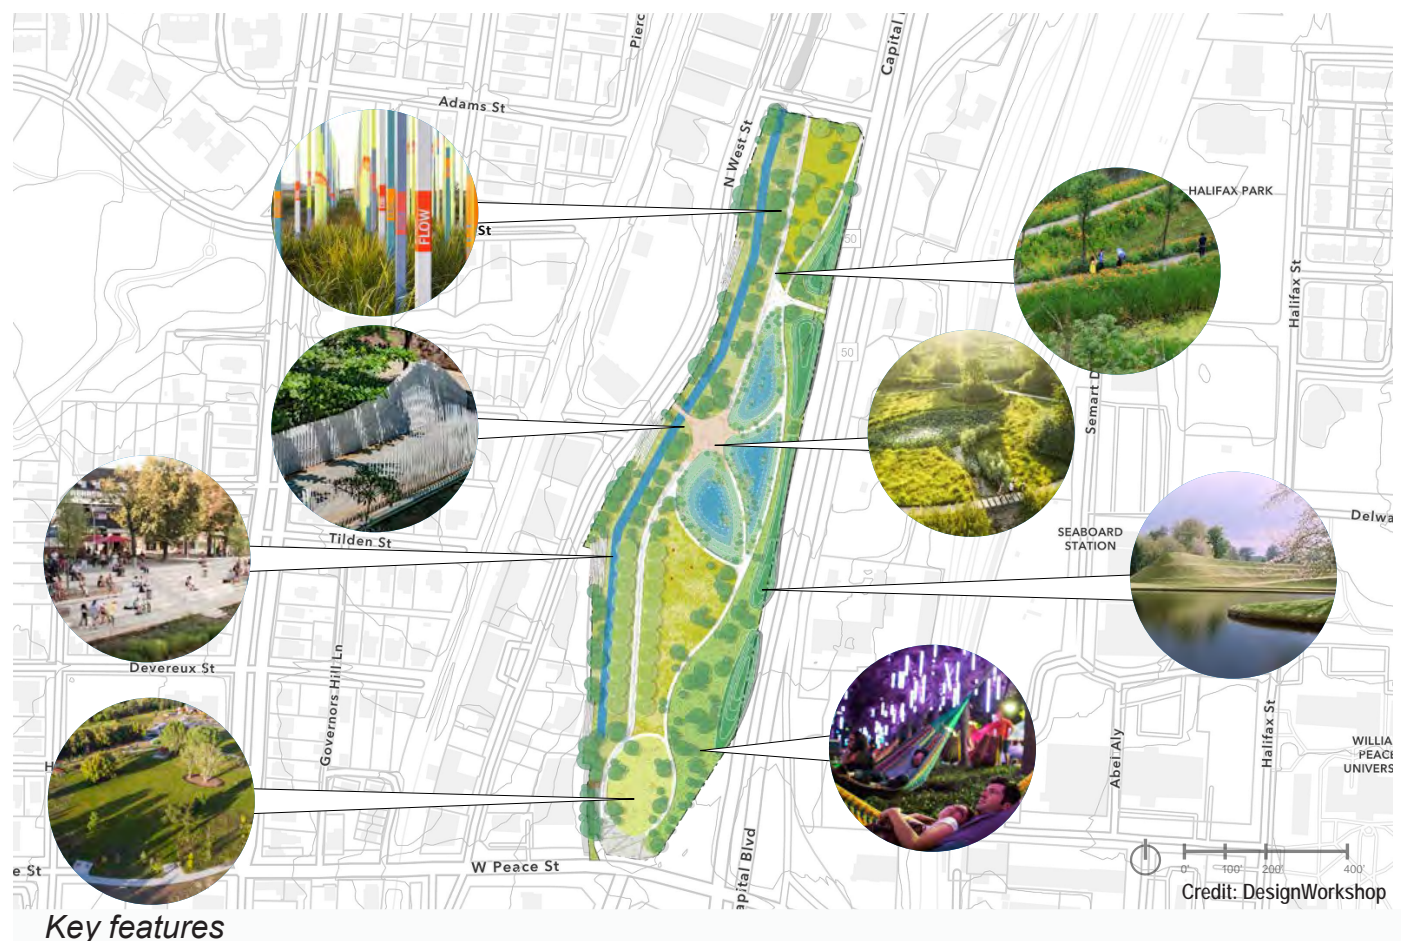 Pierc
Capital
Adams St
N West St
HALIFAX PARK
FLOW
St
50
Halifax St
50
Semart D
Delwa
SEABOARD
STATION
Tilden St
Devereux St
Governors Hill Ln
H
Abel Aly
Halifax St
WILLIA
PEACE
UNIVERS
W Peace St
e St
apital Blvd
0' 100' 200' 400'
Credit: DesignWorkshop
Key features